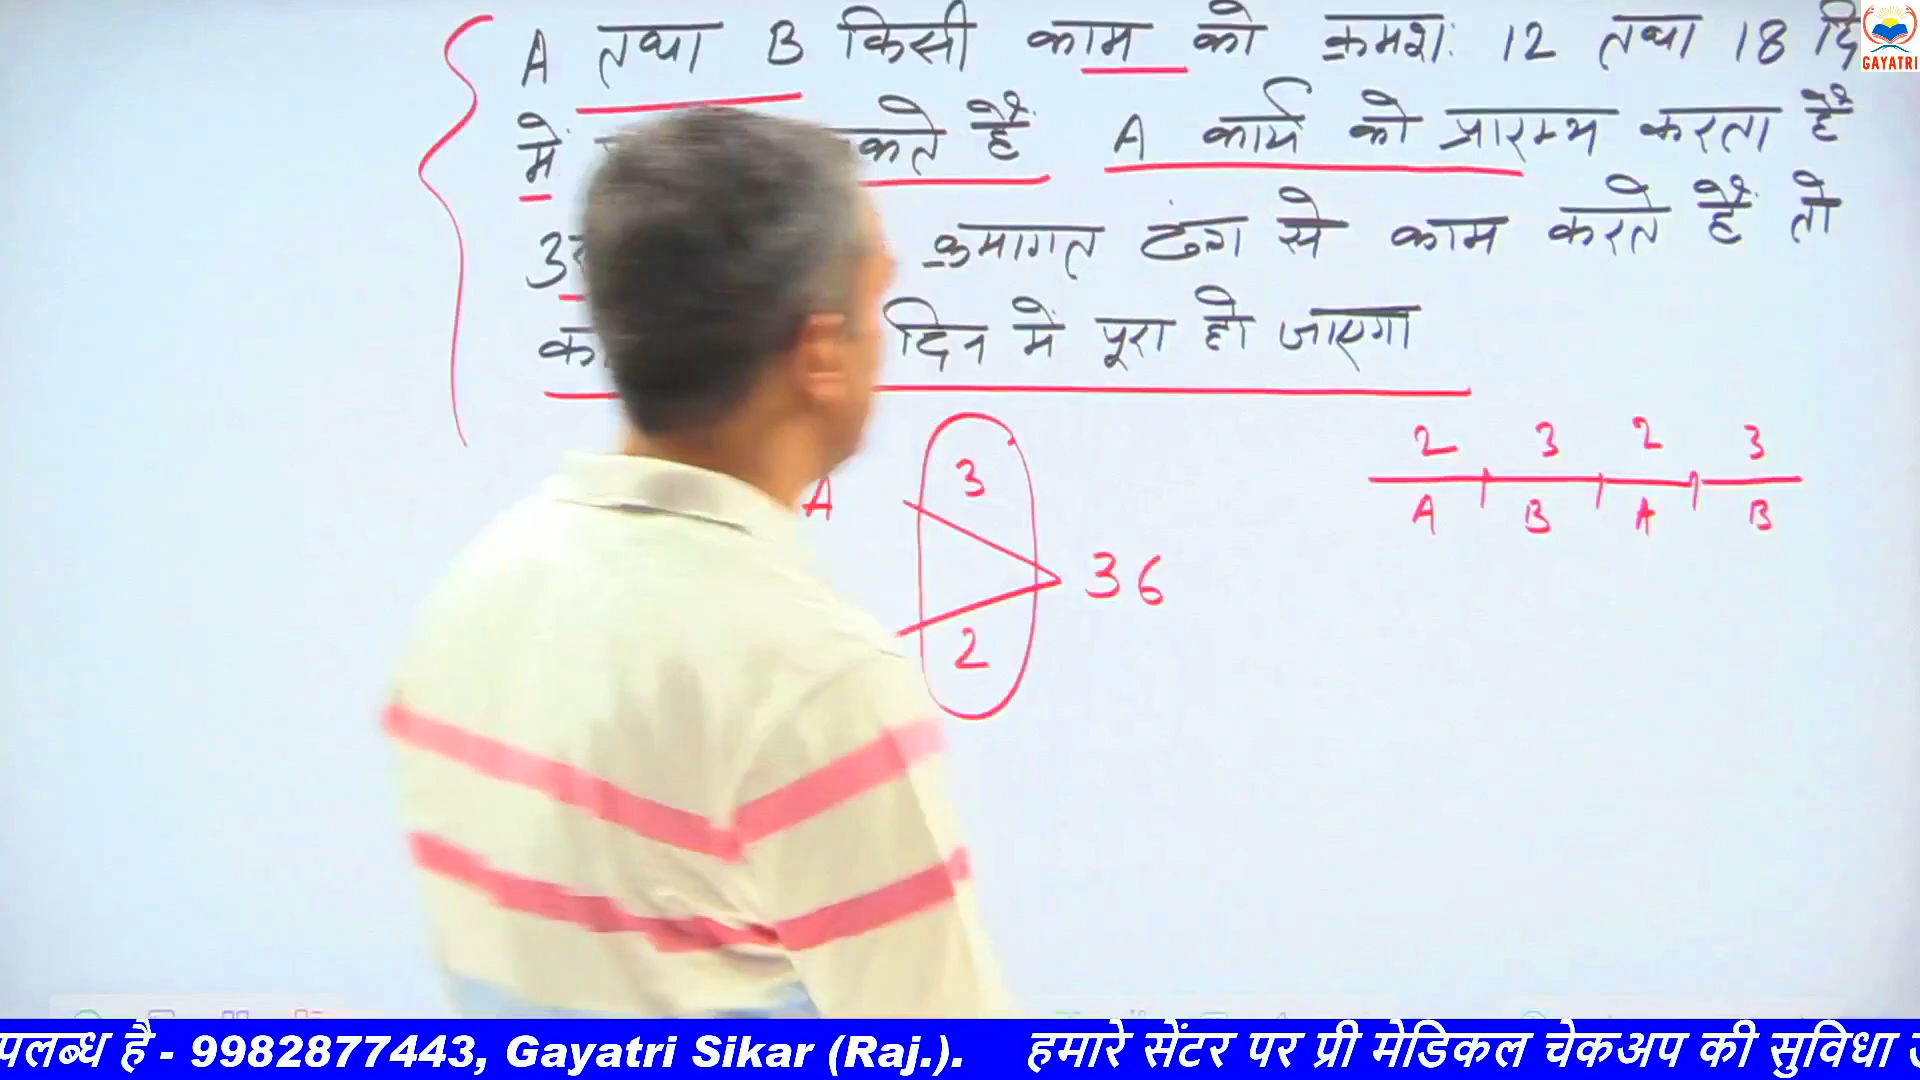 A तथा B किसी काम को क्रमशः 12 तथा 18 दि
में कते हैं A कार्य को प्रारम्भ करता है
क्रमागत ढंग से काम करते हैं तो
दिन में पूरा हो जाएगा
2 3 2 3
A B A B
A 3
36
2
GAYATRI
पलब्ध है - 9982877443, Gayatri Sikar (Raj.). हमारे सेंटर पर प्री मेडिकल चेकअप की सुविधा